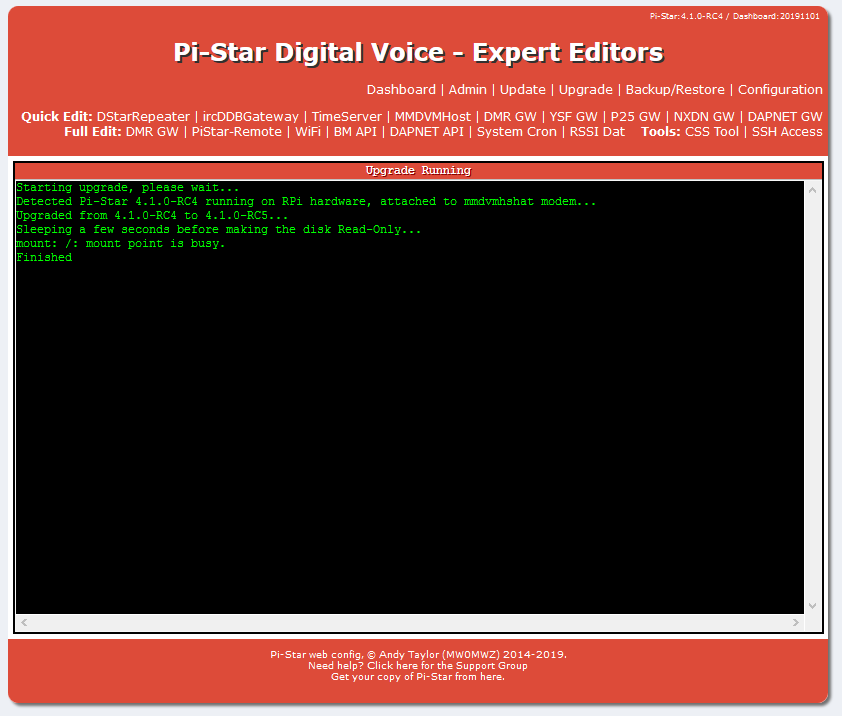 Pi-Star:4.1.0-RC4 / Dashboard:20191101
Pi-Star Digital Voice - Expert Editors
Dashboard | Admin | Update | Upgrade | Backup/Restore | Configuration
Quick Edit: DStarRepeater | ircDDBGateway | TimeServer | MMDVMHost | DMR GW | YSF GW | P25 GW | NXDN GW | DAPNET GW
Full Edit: DMR GW | PiStar-Remote | WiFi | BM API | DAPNET API | System Cron | RSSI Dat Tools: CSS Tool | SSH Access
Upgrade Running
Starting upgrade, please wait...
Detected Pi-Star 4.1.0-RC4 running on RPi hardware, attached to mmdvmhshat modem...
Upgraded from 4.1.0-RC4 to 4.1.0-RC5...
Sleeping a few seconds before making the disk Read-Only...
mount: /: mount point is busy.
Finished
Pi-Star web config, © Andy Taylor (MW0MWZ) 2014-2019.
Need help? Click here for the Support Group
Get your copy of Pi-Star from here.